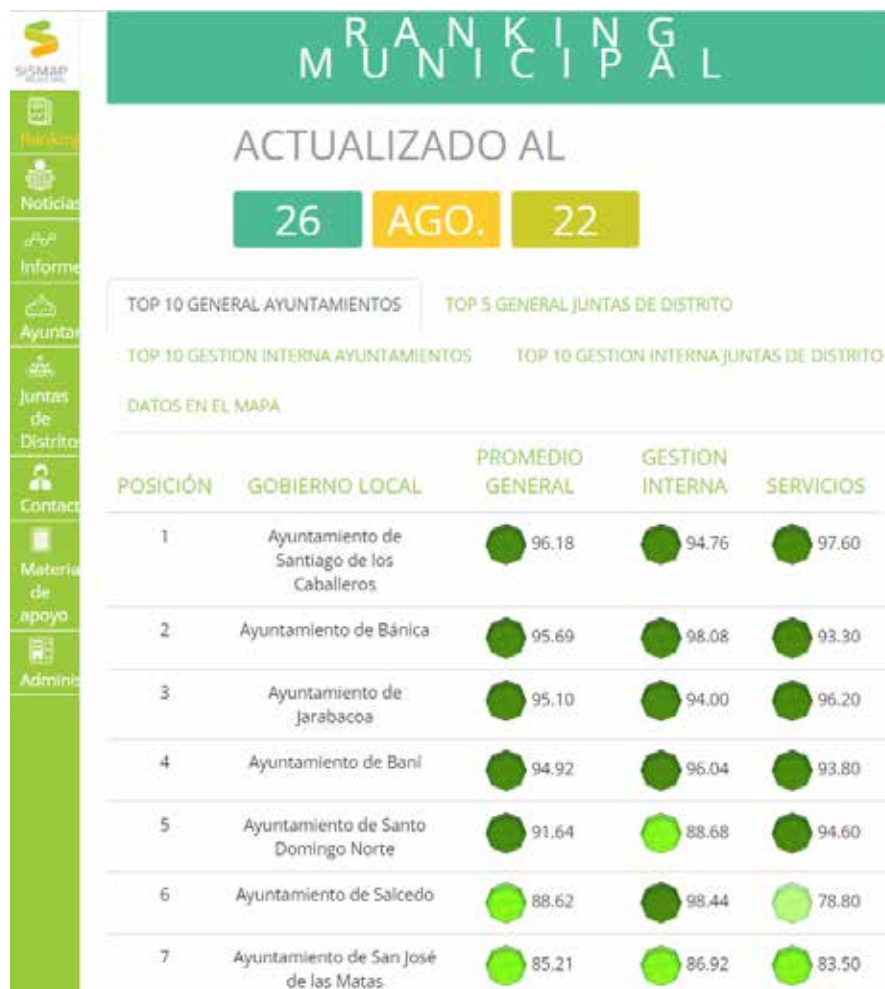 SISMAP
RANKING
MUNICIPAL
Ranking
Noticias
Informe
Ayuntar
Juntas
de
Distrito
Contact
Materia
de
apoyo
Adminis
ACTUALIZADO AL
26 AGO. 22
TOP 10 GENERAL AYUNTAMIENTOS TOP 5 GENERAL JUNTAS DE DISTRITO
TOP 10 GESTION INTERNA AYUNTAMIENTOS TOP 10 GESTION INTERNA JUNTAS DE DISTRITO
DATOS EN EL MAPA
POSICIÓN GOBIERNO LOCAL PROMEDIO GENERAL GESTION INTERNA SERVICIOS
1 Ayuntamiento de 96.18 94.76 97.60
Santiago de los
Caballeros
2 Ayuntamiento de Bánica 95.69 98.08 93.30
3 Ayuntamiento de 95.10 94.00 96.20
Jarabacoa
4 Ayuntamiento de Baní 94.92 96.04 93.80
5 Ayuntamiento de Santo 91.64 88.68 94.60
Domingo Norte
6 Ayuntamiento de Salcedo 88.62 98.44 78.80
7 Ayuntamiento de San José 85.21 86.92 83.50
de las Matas